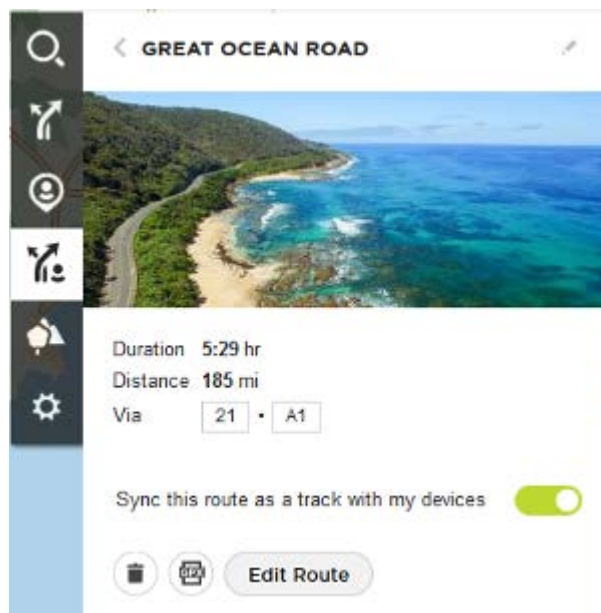 GREAT OCEAN ROAD
Duration 5:29 hr
Distance 185 mi
Via 21 • A1
Sync this route as a track with my devices
GPX Edit Route